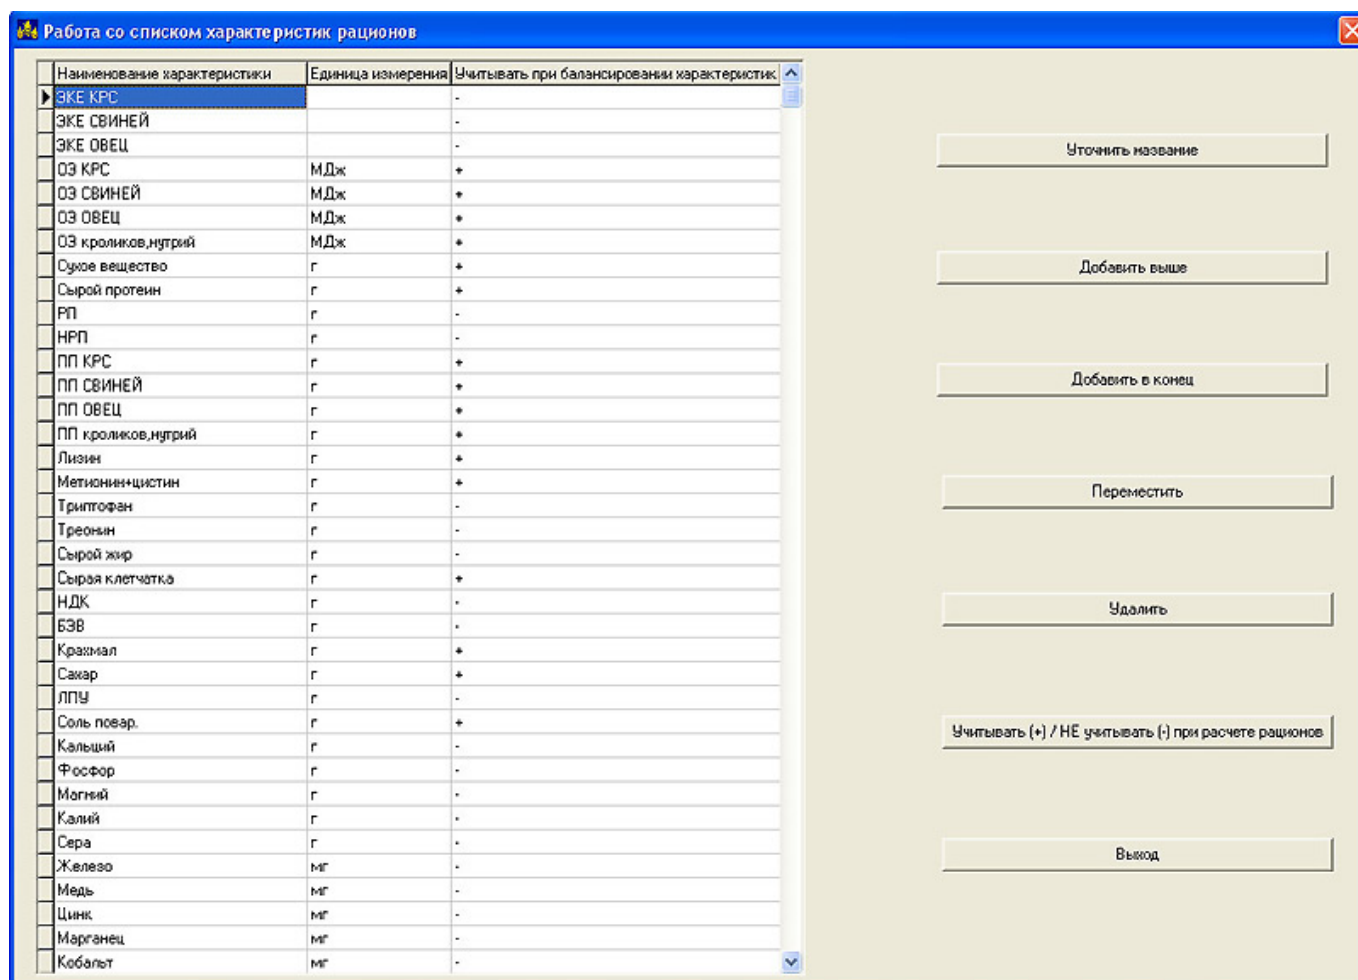 Работа со списком характеристик рационов
Наименование характеристики Единица измерения Учитывать при балансировании характеристик
ЭКЕ КРС -
ЭКЕ СВИНЕЙ -
ЭКЕ ОВЕЦ -
ОЭ КРС МДж +
ОЭ СВИНЕЙ МДж +
ОЭ ОВЕЦ МДж +
ОЭ кроликов,нутрий МДж +
Сухое вещество г +
Сырой протеин г +
РП г -
НРП г -
ПП КРС г +
ПП СВИНЕЙ г +
ПП ОВЕЦ г +
ПП кроликов,нутрий г +
Лизин г +
Метионин+цистин г +
Триптофан г -
Треонин г -
Сырой жир г -
Сырая клетчатка г +
НДК г -
БЭВ г -
Крахмал г +
Сахар г +
ЛПУ г -
Соль повар. г +
Кальций г -
Фосфор г -
Магний г -
Калий г -
Сера г -
Железо мг -
Медь мг -
Цинк мг -
Марганец мг -
Кобальт мг -
Уточнить название
Добавить выше
Добавить в конец
Переместить
Удалить
Учитывать (+) / НЕ учитывать (-) при расчете рационов
Выход